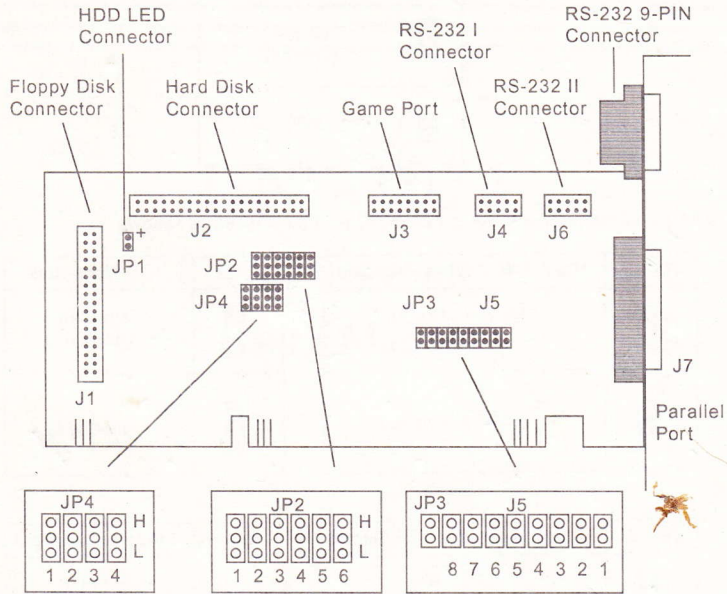 HDD LED
Connector
RS-232 9-PIN
Connector
RS-232 I
Connector
Floppy Disk
Connector
Hard Disk
Connector
Game Port
RS-232 II
Connector
+
J2
J3
J4
J6
JP1
JP2
JP4
JP3
J5
J7
J1
Parallel
Port
JP4
H
L
1 2 3 4
JP2
H
L
1 2 3 4 5 6
JP3
J5
8 7 6 5 4 3 2 1